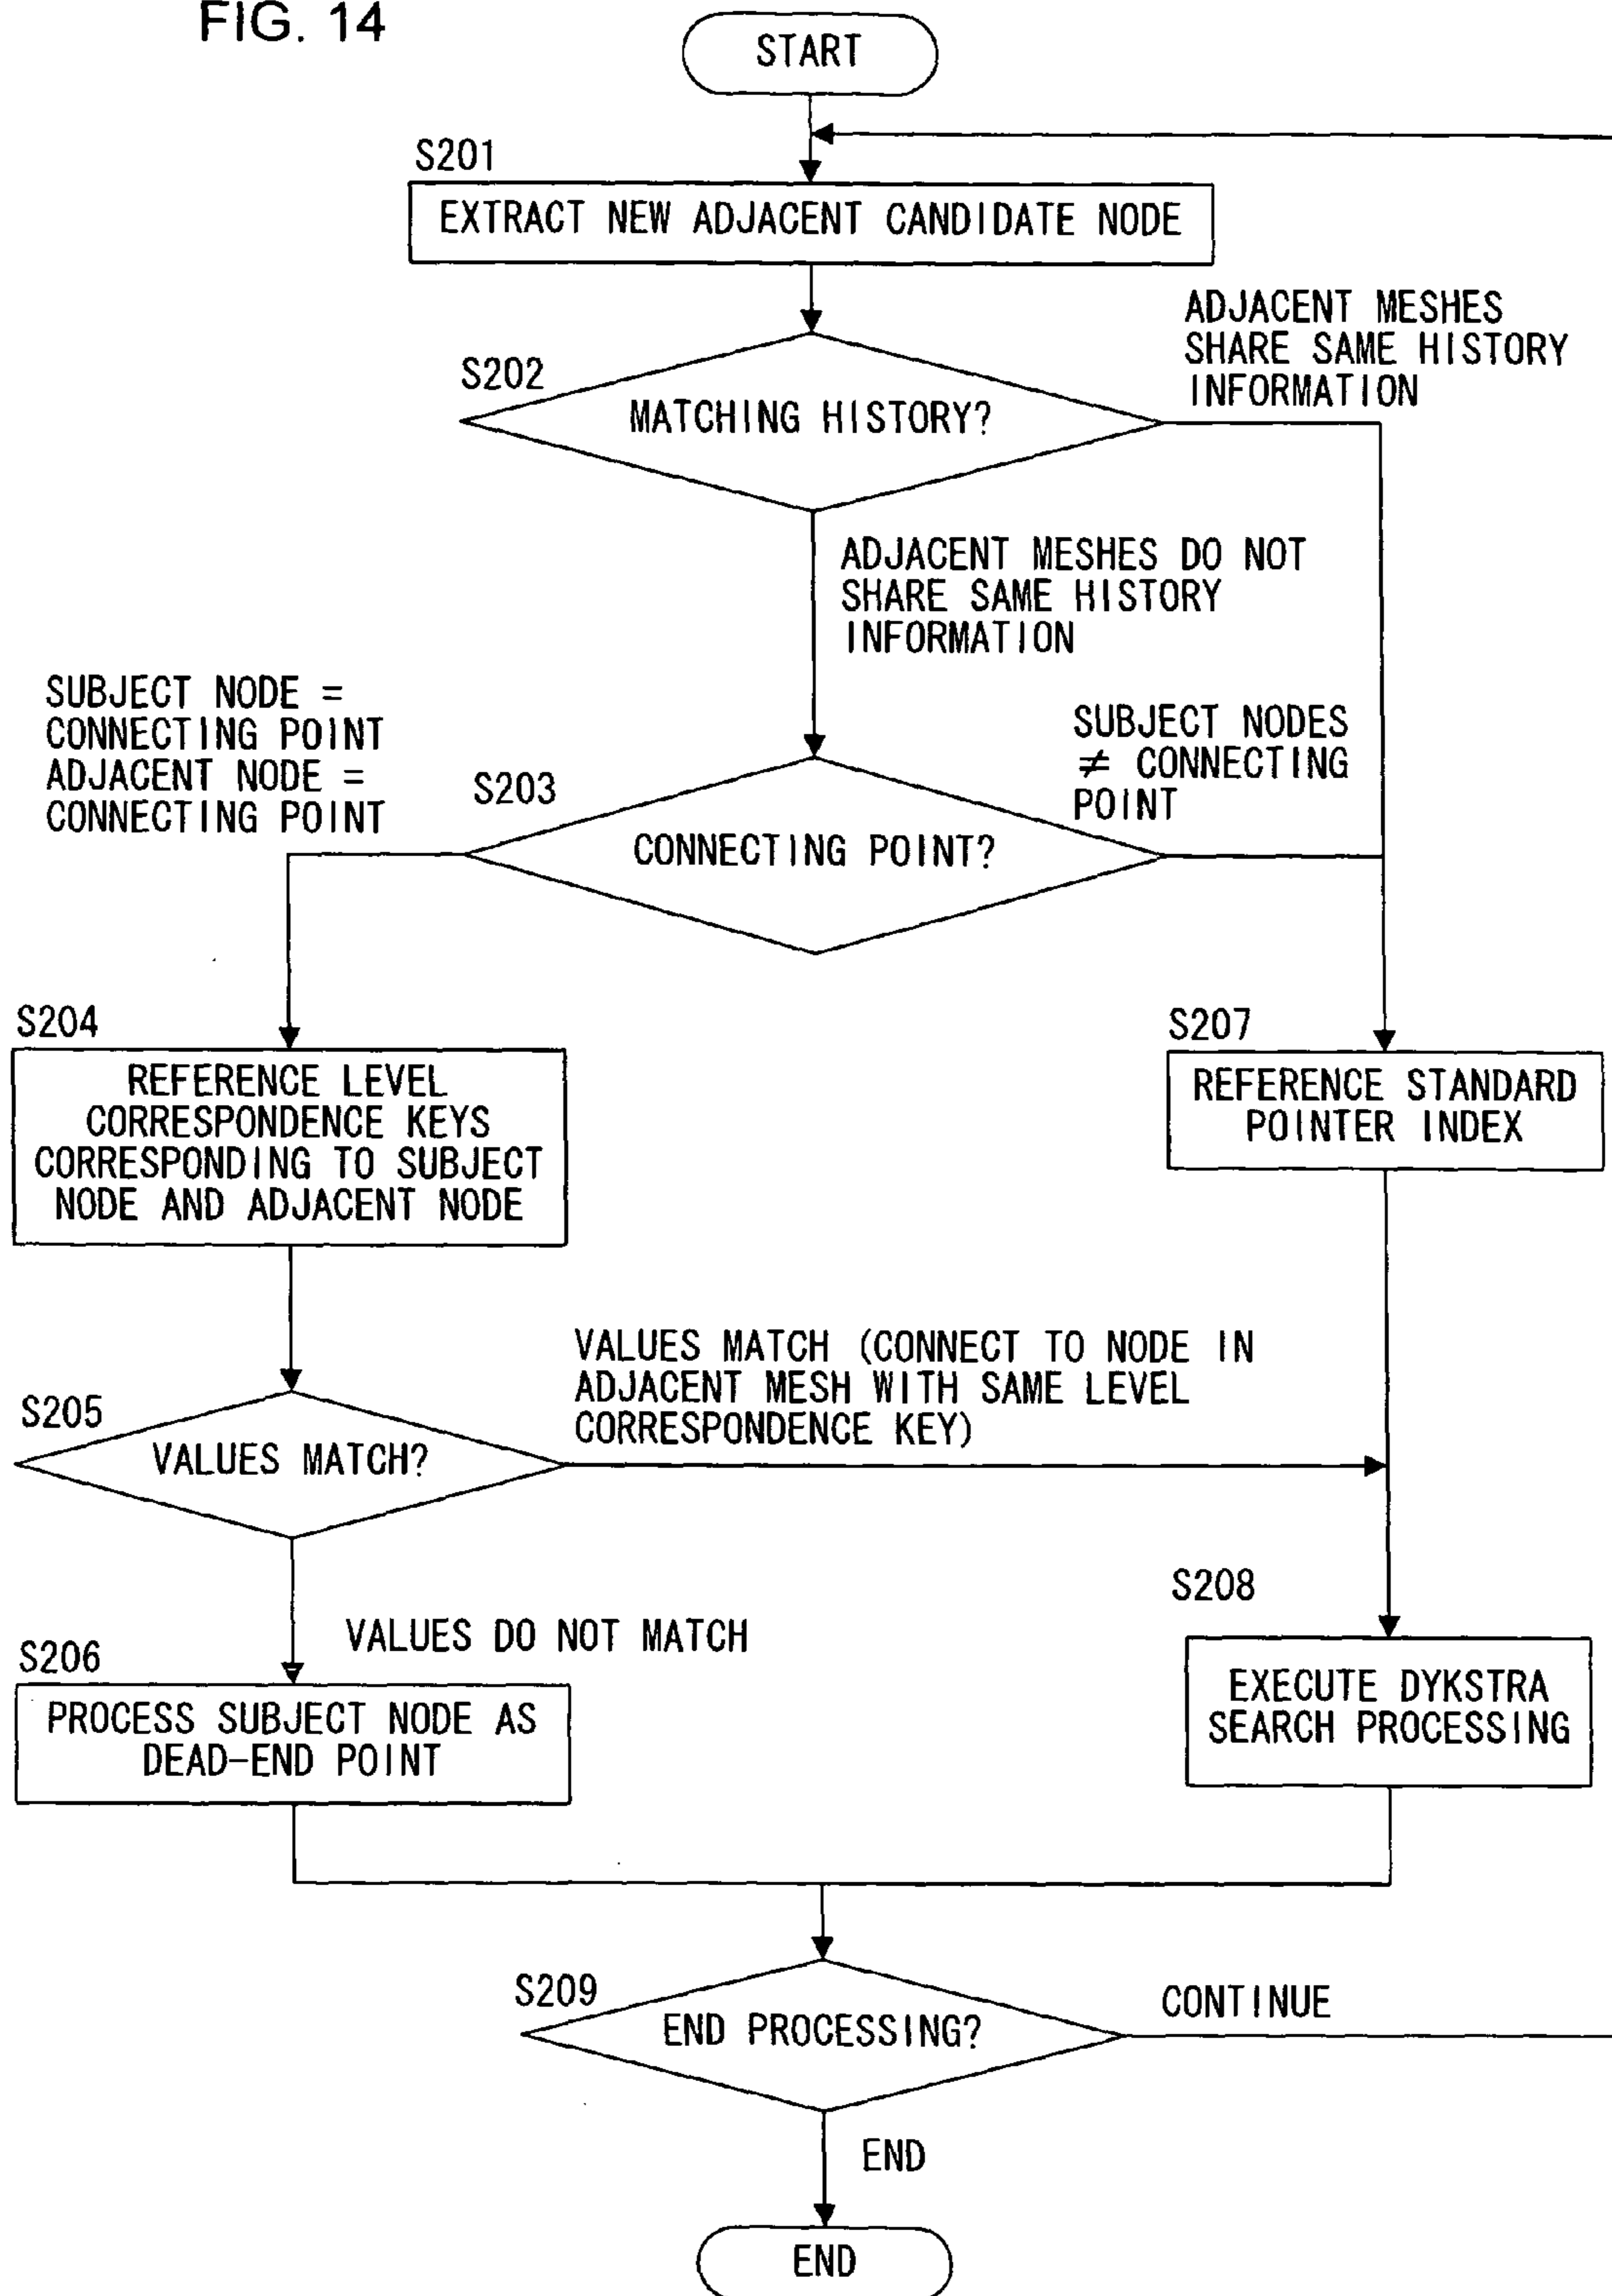 FIG. 14
START
S201
EXTRACT NEW ADJACENT CANDIDATE NODE
ADJACENT MESHES
SHARE SAME HISTORY
INFORMATION
S202
MATCHING HISTORY?
ADJACENT MESHES DO NOT
SHARE SAME HISTORY
INFORMATION
SUBJECT NODE =
CONNECTING POINT
ADJACENT NODE =
CONNECTING POINT
SUBJECT NODES
≠ CONNECTING
POINT
S203
CONNECTING POINT?
S204
REFERENCE LEVEL
CORRESPONDENCE KEYS
CORRESPONDING TO SUBJECT
NODE AND ADJACENT NODE
S207
REFERENCE STANDARD
POINTER INDEX
VALUES MATCH (CONNECT TO NODE IN
ADJACENT MESH WITH SAME LEVEL
CORRESPONDENCE KEY)
S205
VALUES MATCH?
VALUES DO NOT MATCH
S206
PROCESS SUBJECT NODE AS
DEAD-END POINT
S208
EXECUTE DYKSTRA
SEARCH PROCESSING
S209
END PROCESSING?
CONTINUE
END
END